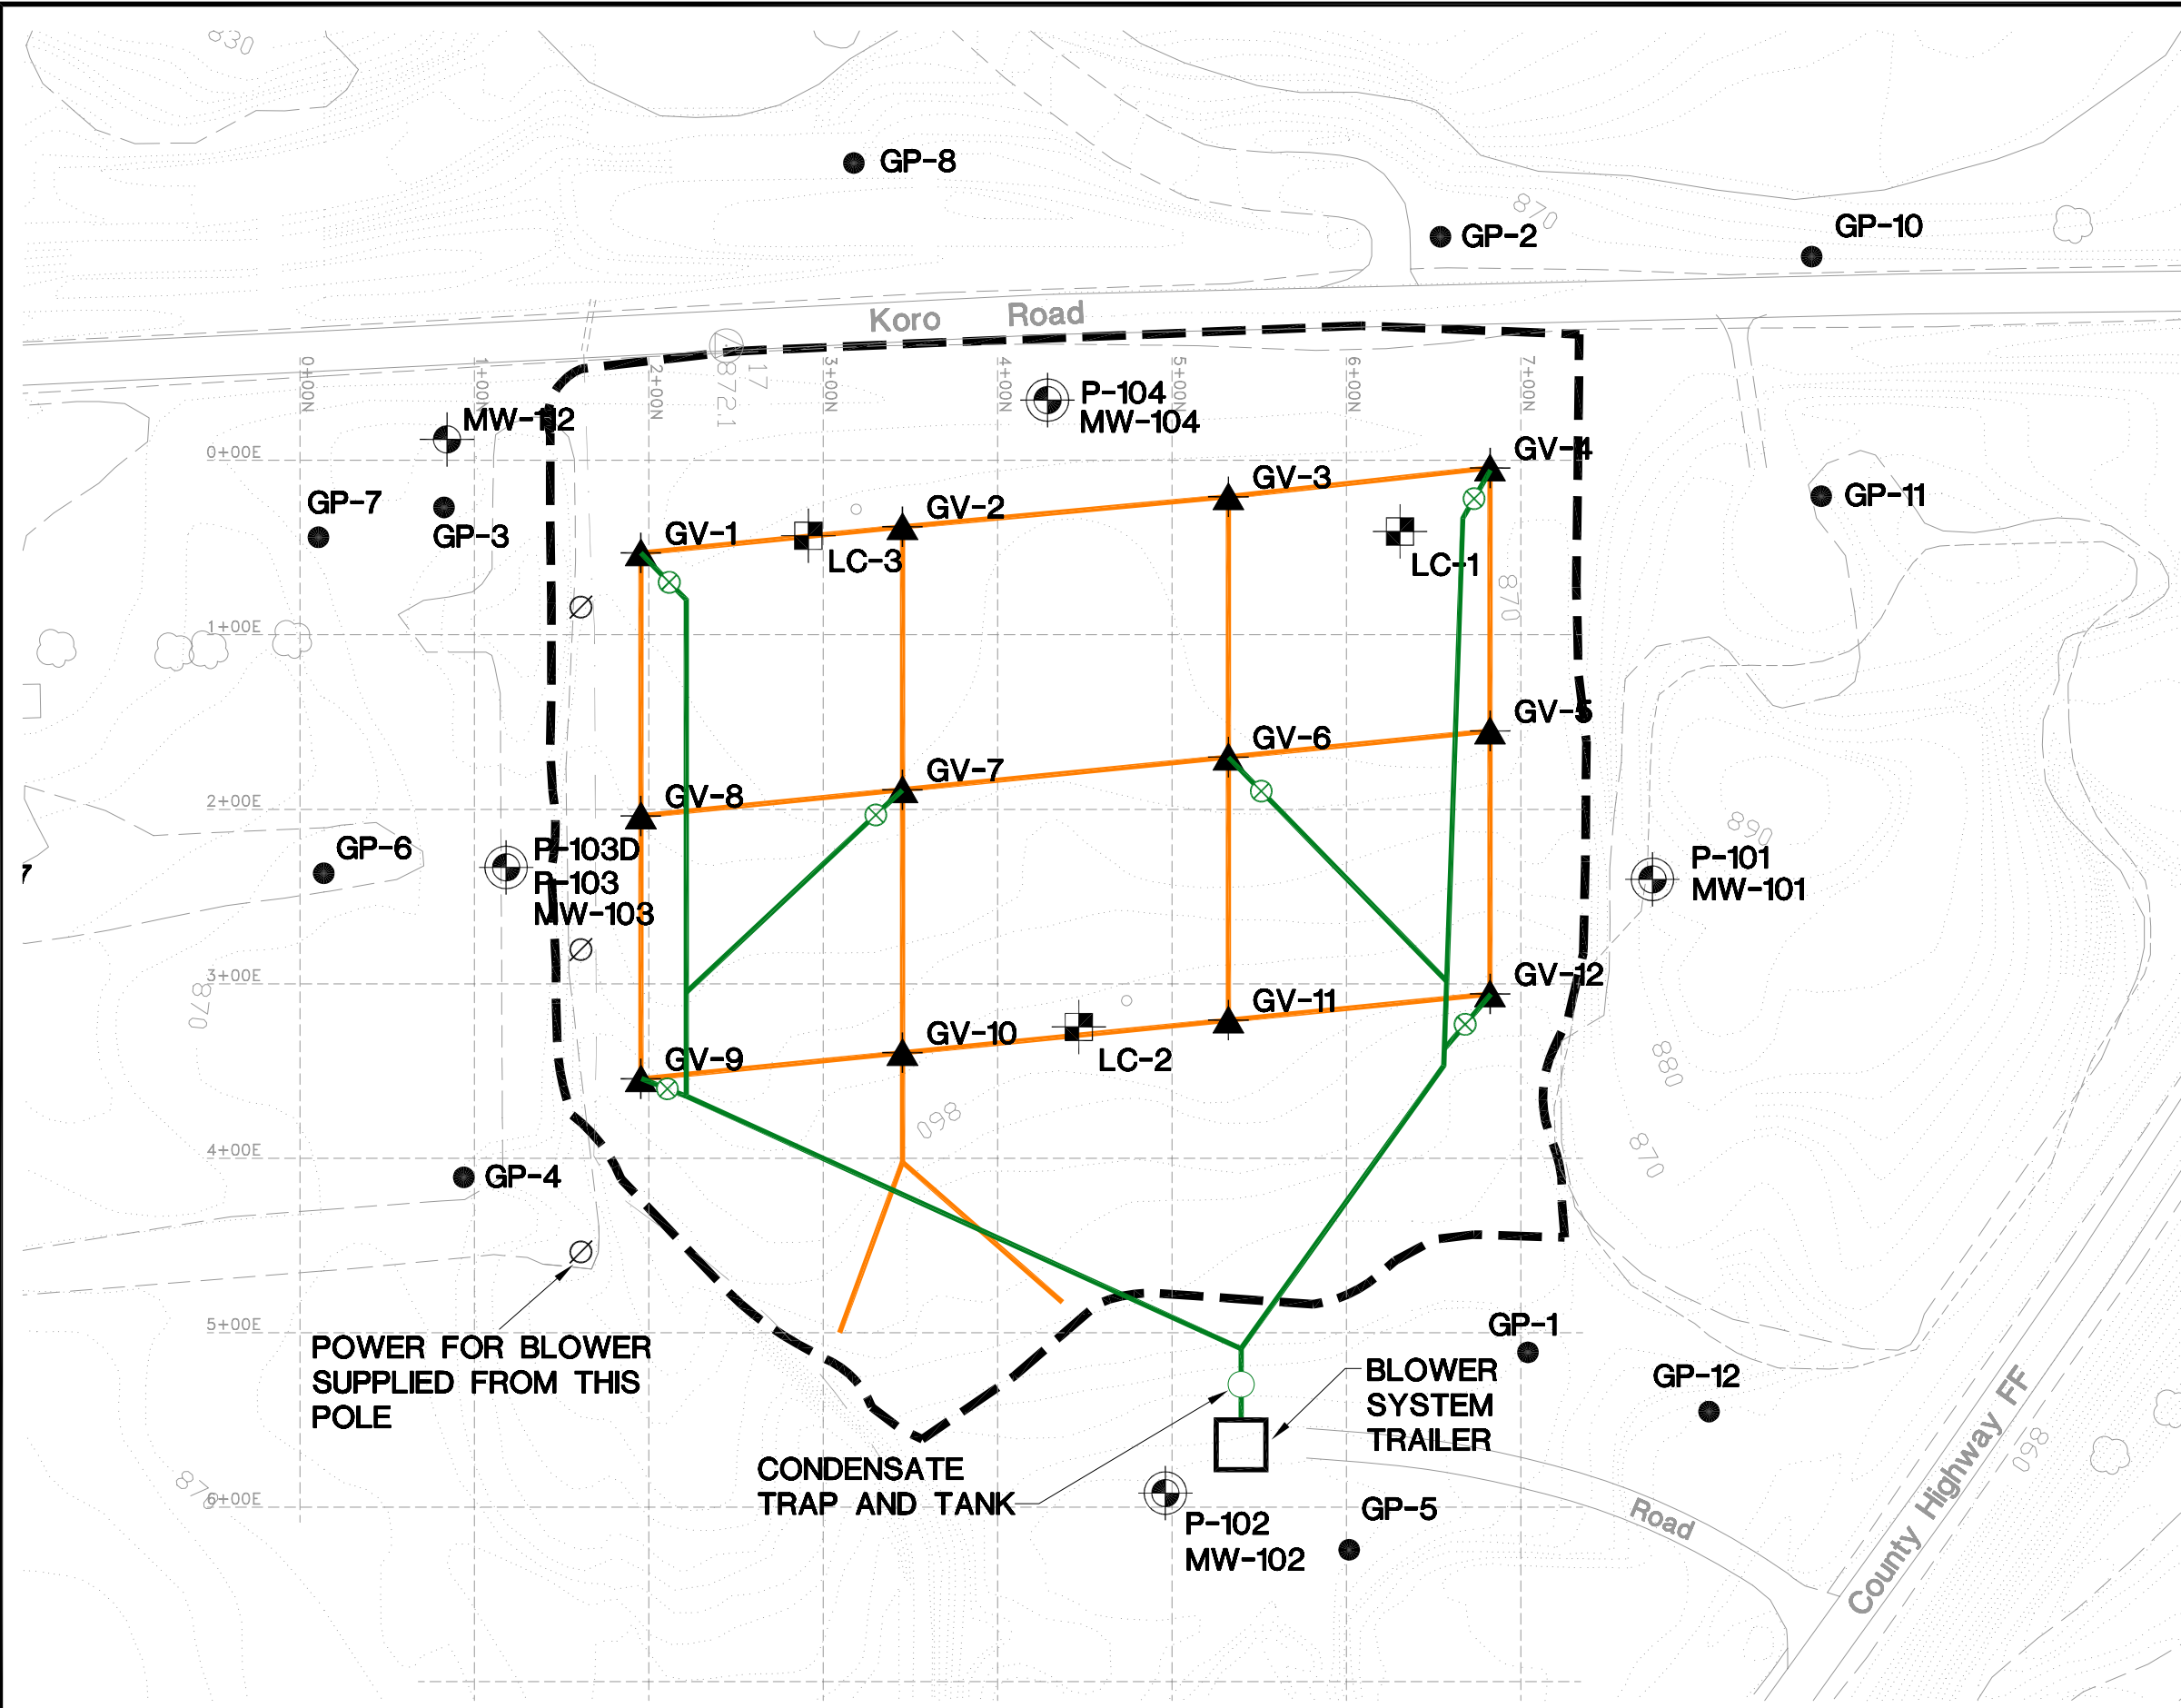 830
GP-8
870
GP-2
GP-10
Koro Road
0+00N
1+00N
2+00N
17
8721
3+00N
4+00N
5+00N
6+00N
7+00N
P-104
MW-104
MW-112
0+00E
GV-4
GP-7
GP-3
GV-3
GV-2
GP-11
GV-1
LC-3
LC-1
870
1+00E
GV-5
GV-6
GV-7
GV-8
2+00E
GP-6
P-103D
P-103
MW-103
860
P-101
MW-101
7
3+00E
870
GV-12
GV-11
GV-10
GV-9
LC-2
880
860
870
4+00E
GP-4
5+00E
POWER FOR BLOWER
SUPPLIED FROM THIS
POLE
GP-1
BLOWER
SYSTEM
TRAILER
GP-12
CONDENSATE
TRAP AND TANK
6+00E
P-102
MW-102
GP-5
Road
County Highway FF
860